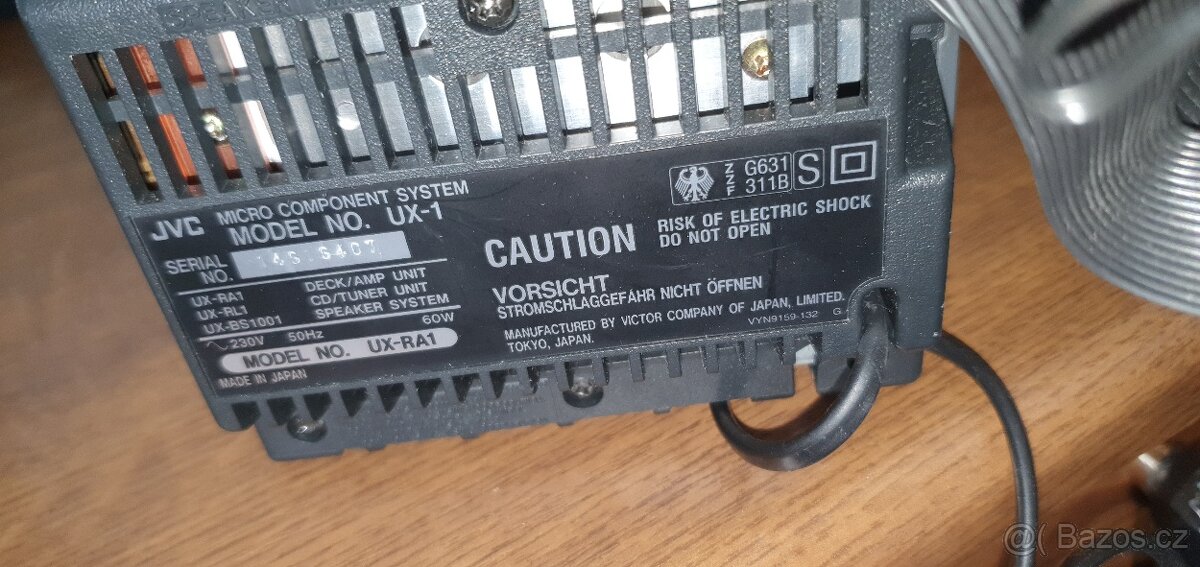 JVC MICRO COMPONENT SYSTEM
MODEL NO. UX-1
SERIAL NO.
UX-RA1 DECK/AMP UNIT
UX-RL1 CD/TUNER UNIT
UX-BS1001 SPEAKER SYSTEM
~230V 50Hz 60W
MODEL NO. UX-RA1
MADE IN JAPAN
ZZF G631 311B S
CAUTION
RISK OF ELECTRIC SHOCK
DO NOT OPEN
VORSICHT
STROMSCHLAGGEFAHR NICHT ÖFFNEN
MANUFACTURED BY VICTOR COMPANY OF JAPAN, LIMITED.
TOKYO, JAPAN.
VYN9159-132 G
@ Bazos.cz